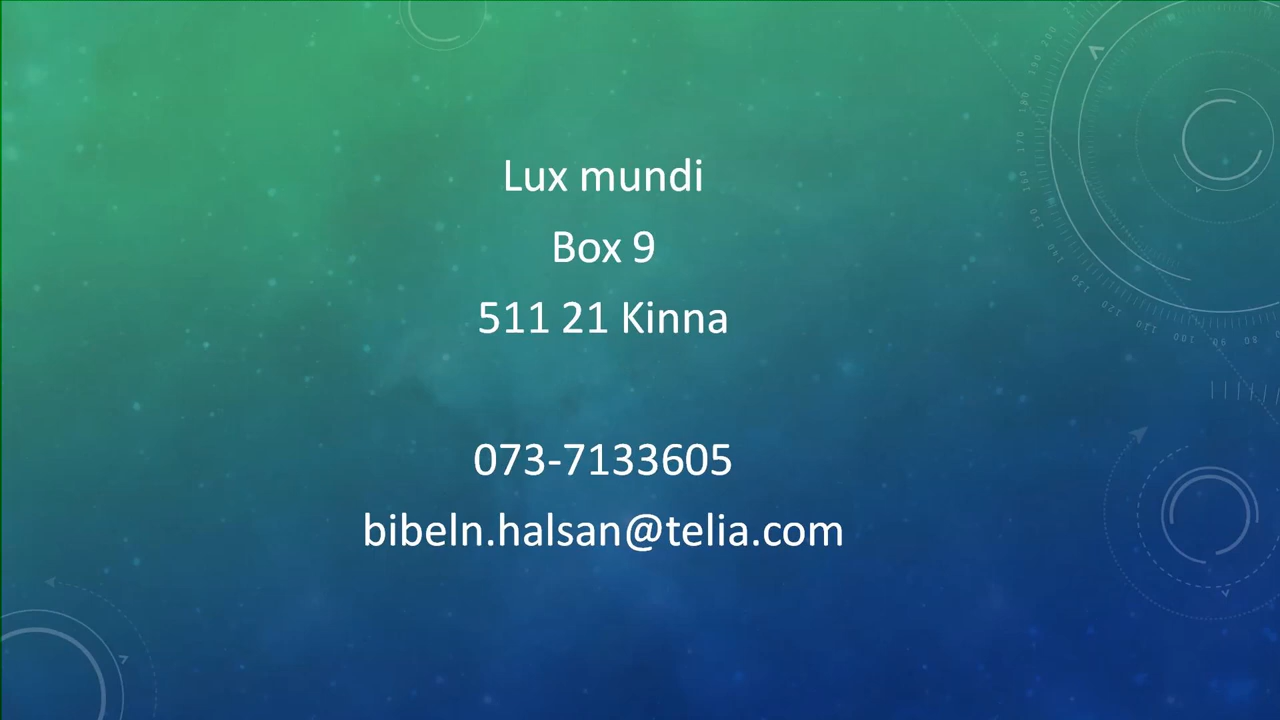 Lux mundi
Box 9
511 21 Kinna
073-7133605
bibeln.halsan@telia.com